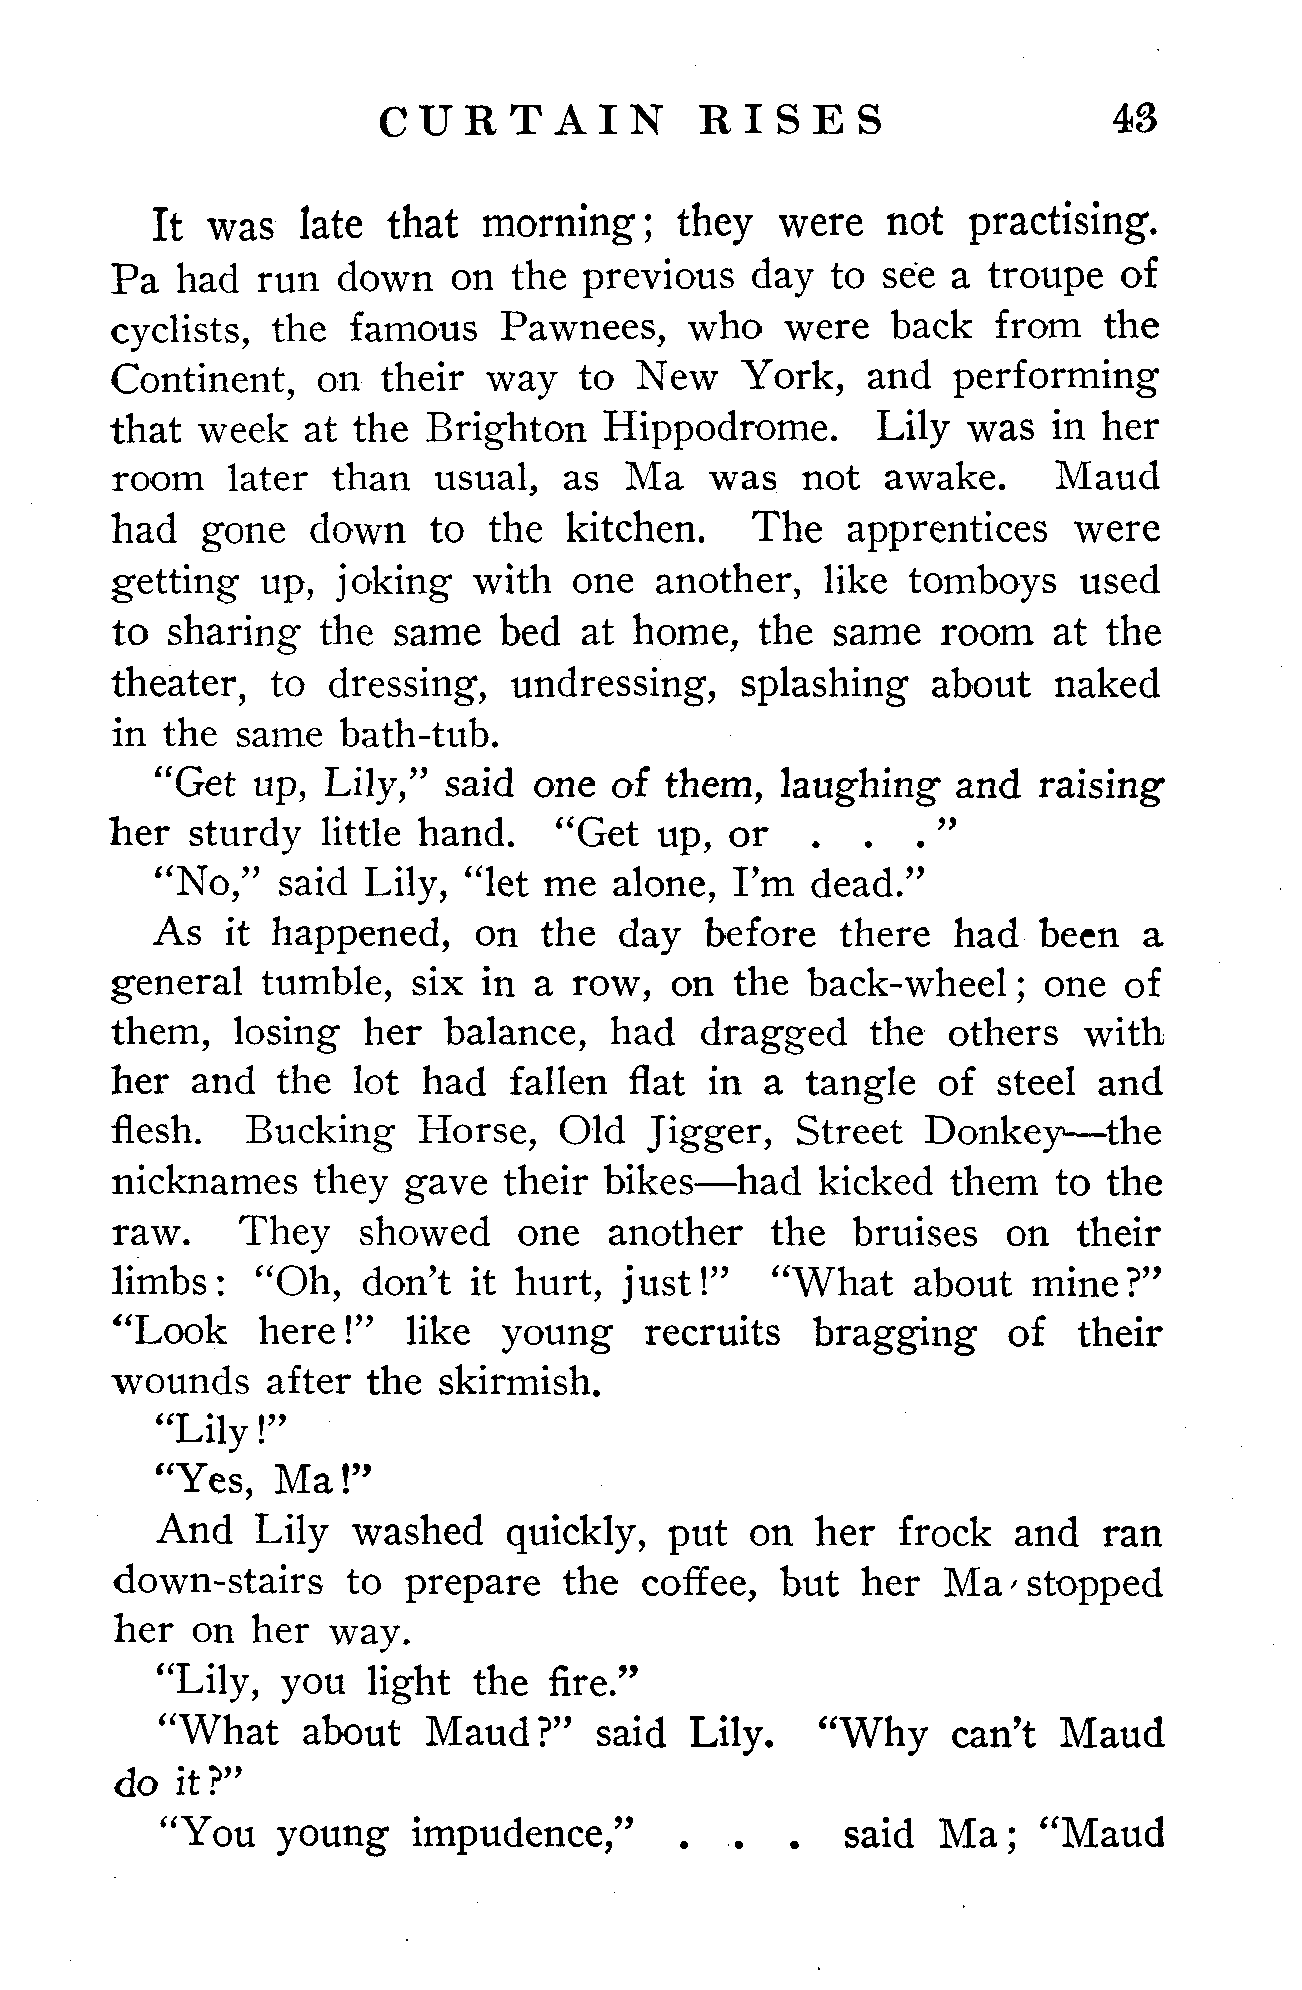 CURTAIN RISES 43
It was late that morning; they were not practising.
Pa had run down on the previous day to see a troupe of
cyclists, the famous Pawnees, who were back from the
Continent, on their way to New York, and performing
that week at the Brighton Hippodrome. Lily was in her
room later than usual, as Ma was not awake. Maud
had gone down to the kitchen. The apprentices were
getting up, joking with one another, like tomboys used
to sharing the same bed at home, the same room at the
theater, to dressing, undressing, splashing about naked
in the same bath-tub.
"Get up, Lily," said one of them, laughing and raising
her sturdy little hand. "Get up, or . . ."
"No," said Lily, "let me alone, I'm dead."
As it happened, on the day before there had been a
general tumble, six in a row, on the back-wheel; one of
them, losing her balance, had dragged the others with
her and the lot had fallen flat in a tangle of steel and
flesh. Bucking Horse, Old Jigger, Street Donkey—the
nicknames they gave their bikes—had kicked them to the
raw. They showed one another the bruises on their
limbs: "Oh, don't it hurt, just!" "What about mine?"
"Look here!" like young recruits bragging of their
wounds after the skirmish.
"Lily!"
"Yes, Ma!"
And Lily washed quickly, put on her frock and ran
down-stairs to prepare the coffee, but her Ma stopped
her on her way.
"Lily, you light the fire."
"What about Maud?" said Lily. "Why can't Maud
do it?"
"You young impudence," . . . said Ma; "Maud